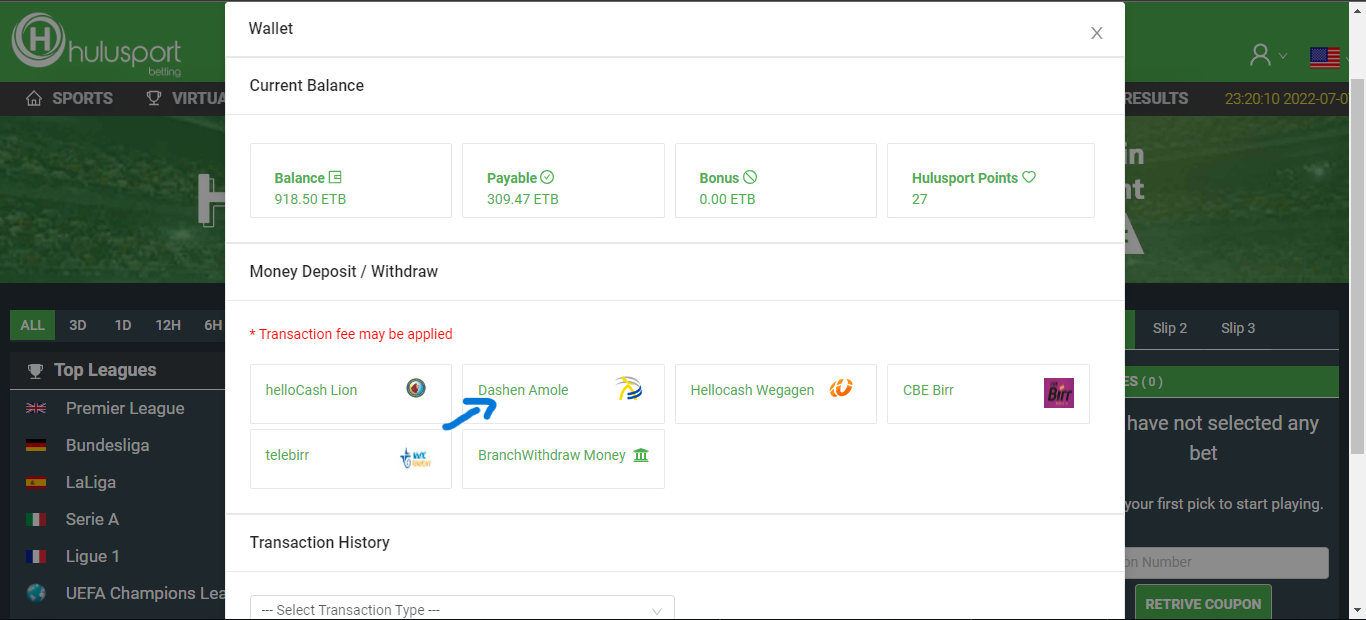 Wallet
X
hulusport
betting
SPORTS
RESULTS
23:20:10 2022-07-0
Current Balance
Balance
918.50 ETB
Payable
309.47 ETB
Bonus
0.00 ETB
Hulusport Points
27
Money Deposit / Withdraw
* Transaction fee may be applied
helloCash Lion
Dashen Amole
Hellocash Wegagen
CBE Birr
Birr
telebirr
BranchWithdraw Money
Transaction History
--- Select Transaction Type ---
ALL 3D 1D 12H 6H
Top Leagues
Premier League
Bundesliga
LaLiga
Serie A
Ligue 1
UEFA Champions Lea
Slip 2 Slip 3
ES ( 0 )
have not selected any
bet
your first pick to start playing.
on Number
RETRIVE COUPON